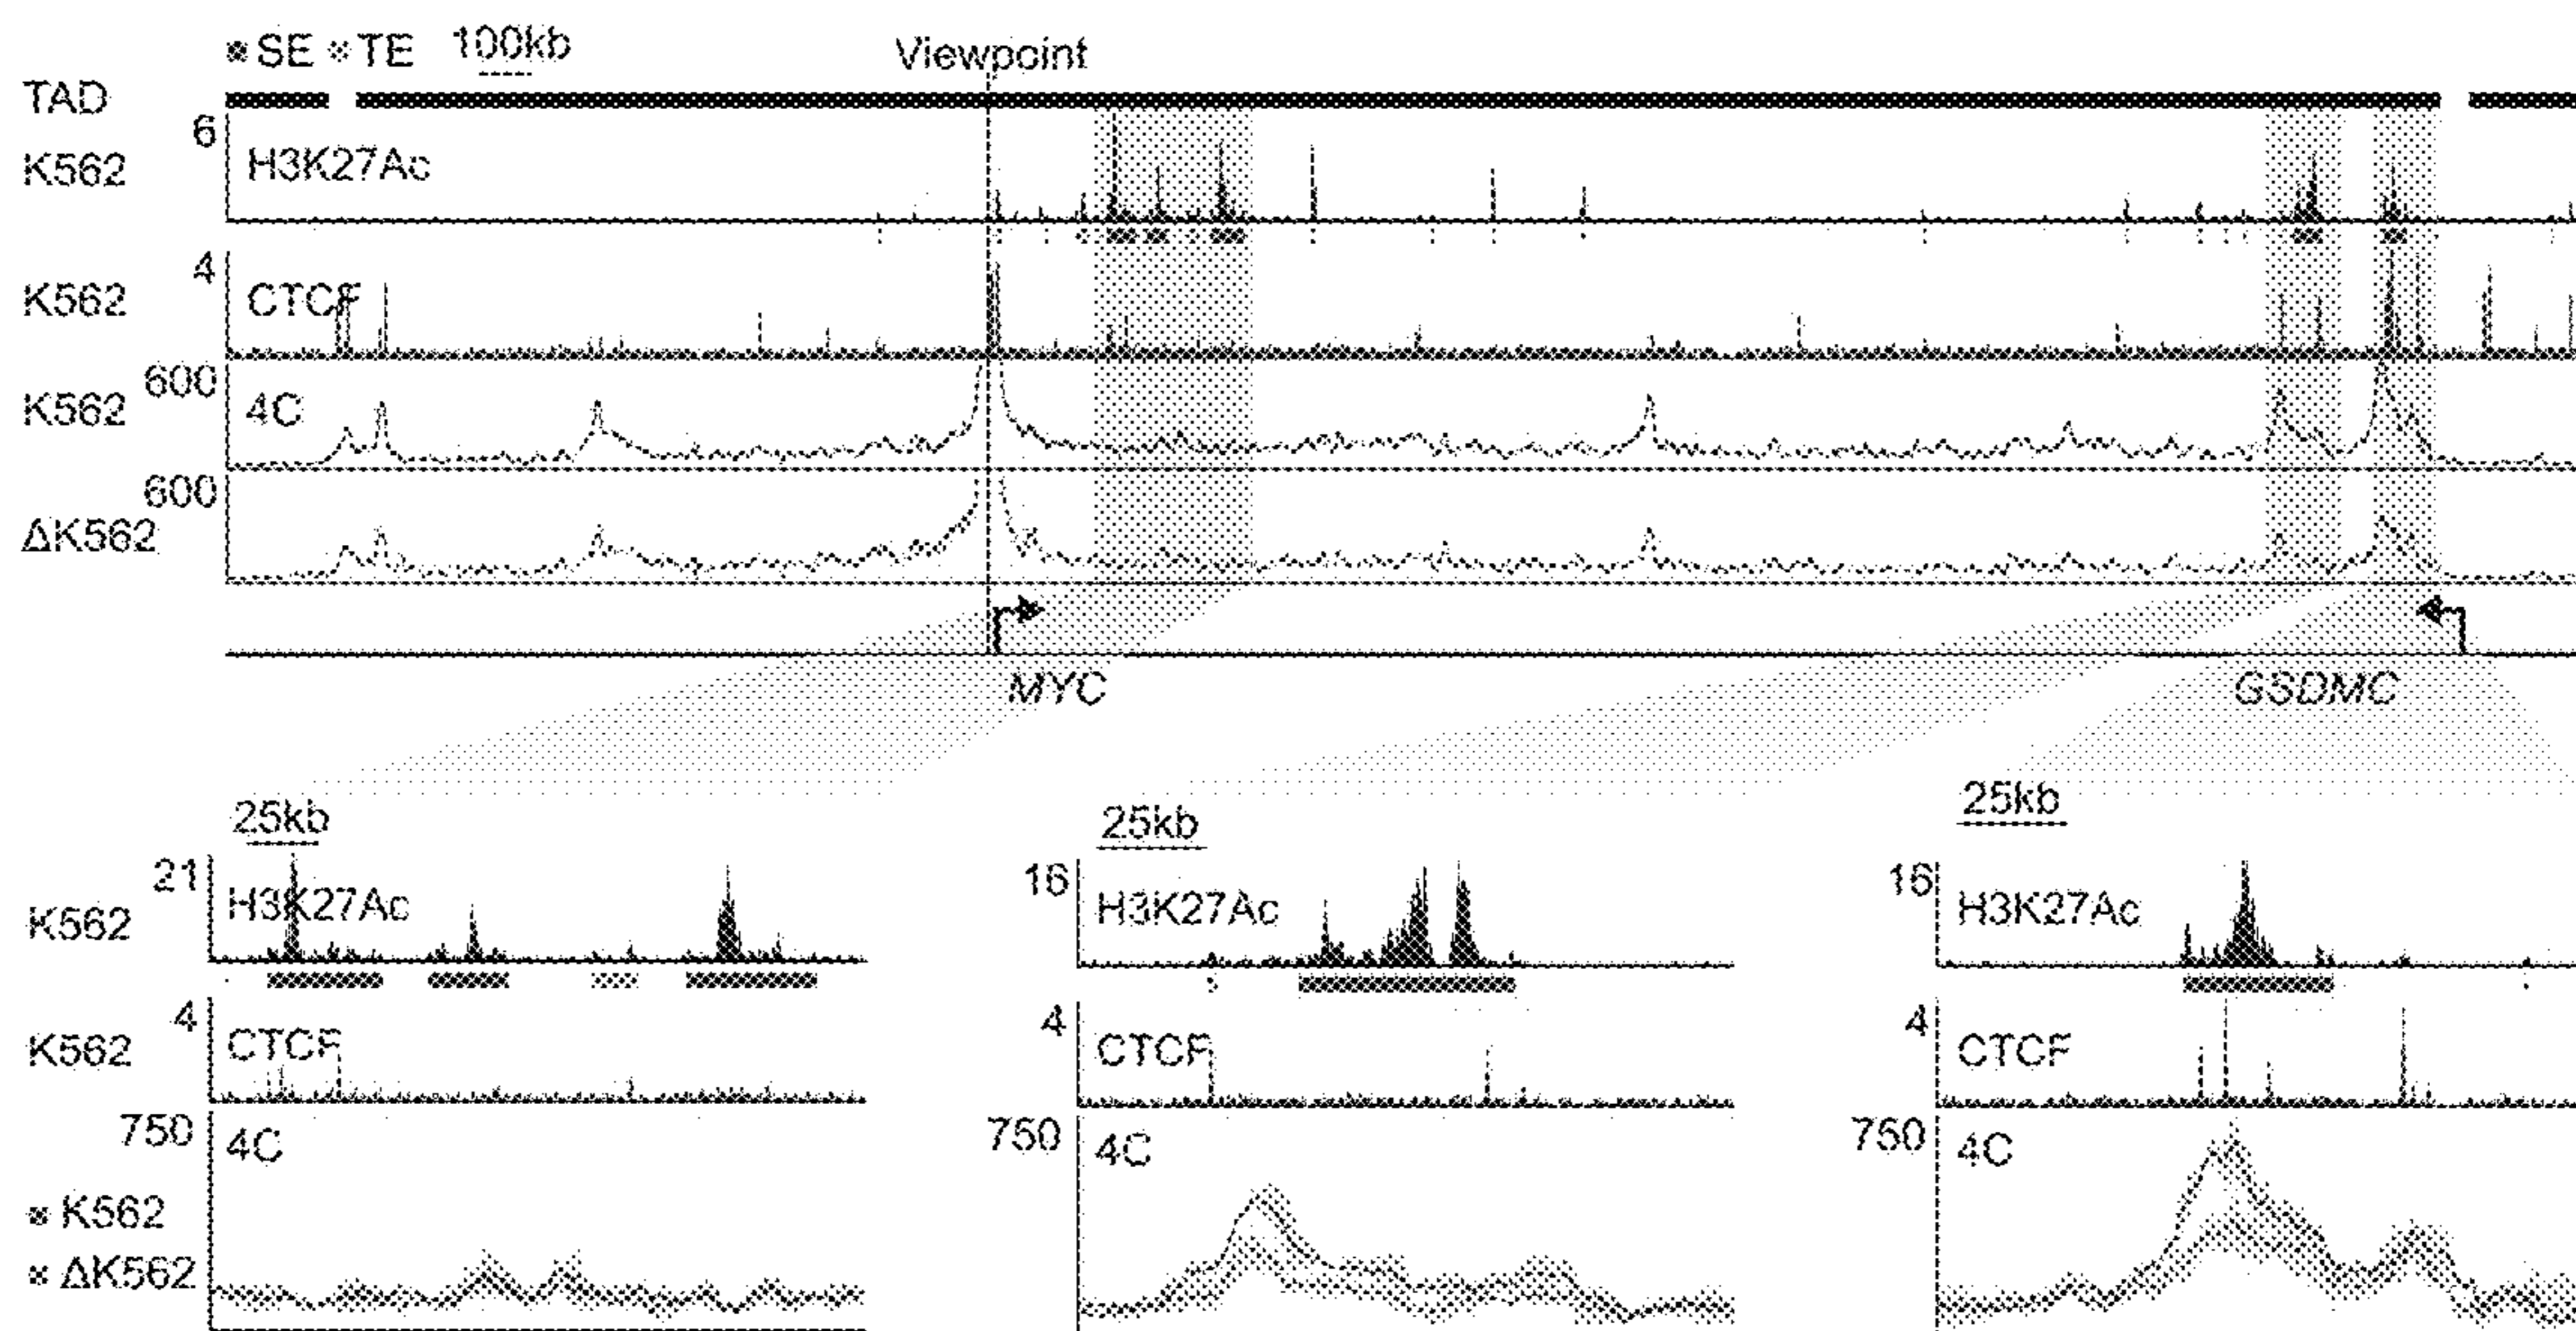 SE TE 100kb Viewpoint
TAD
6
K562 H3K27Ac
4
K562 CTCF
600
K562 4C
600
ΔK562
MYC GSDMC
25kb 25kb 25kb
21 16 16
K562 H3K27Ac H3K27Ac H3K27Ac
4 4 4
K562 CTCF CTCF CTCF
750 750 750
4C 4C 4C
K562
ΔK562